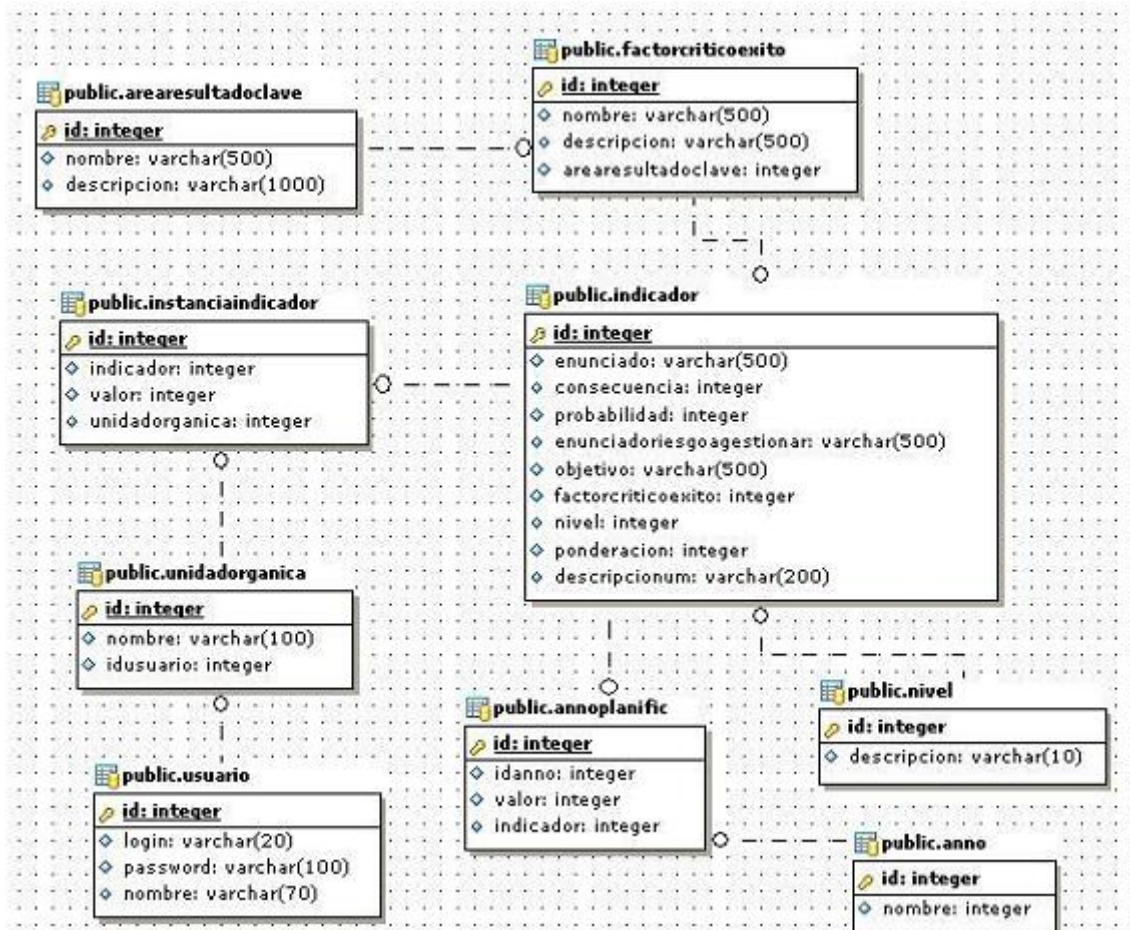 public.factorcriticoexito
id: integer
nombre: varchar(500)
descripcion: varchar(500)
arearesultadoclave: integer
public.arearesultadoclave
id: integer
nombre: varchar(500)
descripcion: varchar(1000)
public.instanciaindicador
id: integer
indicador: integer
valor: integer
unidadorganica: integer
public.indicador
id: integer
enunciado: varchar(500)
consecuencia: integer
probabilidad: integer
enunciadoriesgoagestionar: varchar(500)
objetivo: varchar(500)
factorcriticoexito: integer
nivel: integer
ponderacion: integer
descripcionum: varchar(200)
public.unidadorganica
id: integer
nombre: varchar(100)
idusuario: integer
public.annoplanific
id: integer
idanno: integer
valor: integer
indicador: integer
public.nivel
id: integer
descripcion: varchar(10)
public.usuario
id: integer
login: varchar(20)
password: varchar(100)
nombre: varchar(70)
public.anno
id: integer
nombre: integer